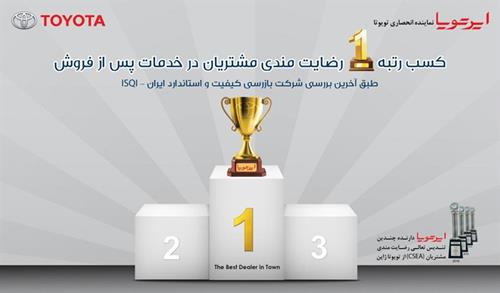 TOYOTA
ایرتویا نماینده انحصاری تویوتا
کسب رتبه 1 رضایت مندی مشتریان در خدمات پس از فروش
طبق آخرین بررسی شرکت بازرسی کیفیت و استاندارد ایران - ISQI
ایرتویا
2
1
3
The Best Dealer in Town
ایرتویا دارنده چندین
تندیس تعالی رضایت مندی
مشتریان (CSEA) از تویوتا ژاپن